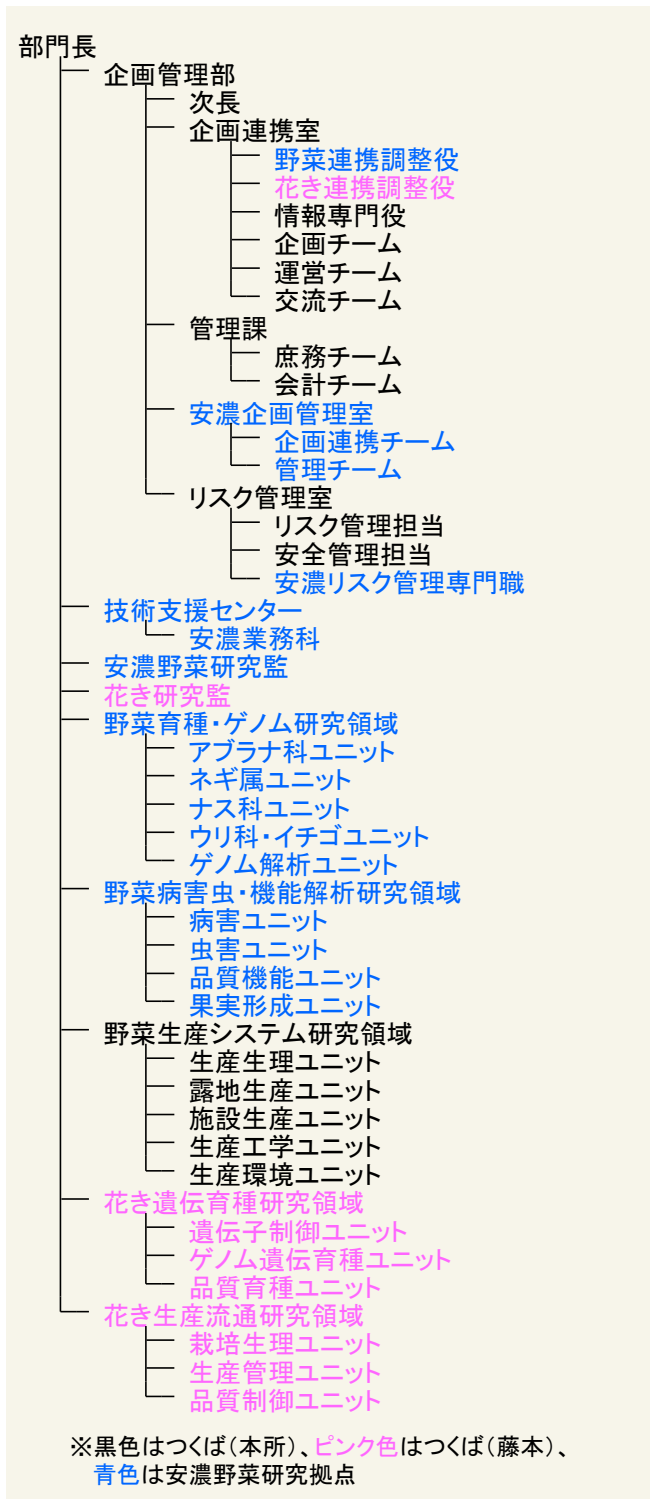 部門長
企画管理部
次長
企画連携室
野菜連携調整役
花き連携調整役
情報専門役
企画チーム
運営チーム
交流チーム
管理課
庶務チーム
会計チーム
安濃企画管理室
企画連携チーム
管理チーム
リスク管理室
リスク管理担当
安全管理担当
安濃リスク管理専門職
技術支援センター
安濃業務科
安濃野菜研究監
花き研究監
野菜育種・ゲノム研究領域
アブラナ科ユニット
ネギ属ユニット
ナス科ユニット
ウリ科・イチゴユニット
ゲノム解析ユニット
野菜病害虫・機能解析研究領域
病害ユニット
虫害ユニット
品質機能ユニット
果実形成ユニット
野菜生産システム研究領域
生産生理ユニット
露地生産ユニット
施設生産ユニット
生産工学ユニット
生産環境ユニット
花き遺伝育種研究領域
遺伝子制御ユニット
ゲノム遺伝育種ユニット
品質育種ユニット
花き生産流通研究領域
栽培生理ユニット
生産管理ユニット
品質制御ユニット
※黒色はつくば（本所）、ピンク色はつくば（藤本）、
青色は安濃野菜研究拠点